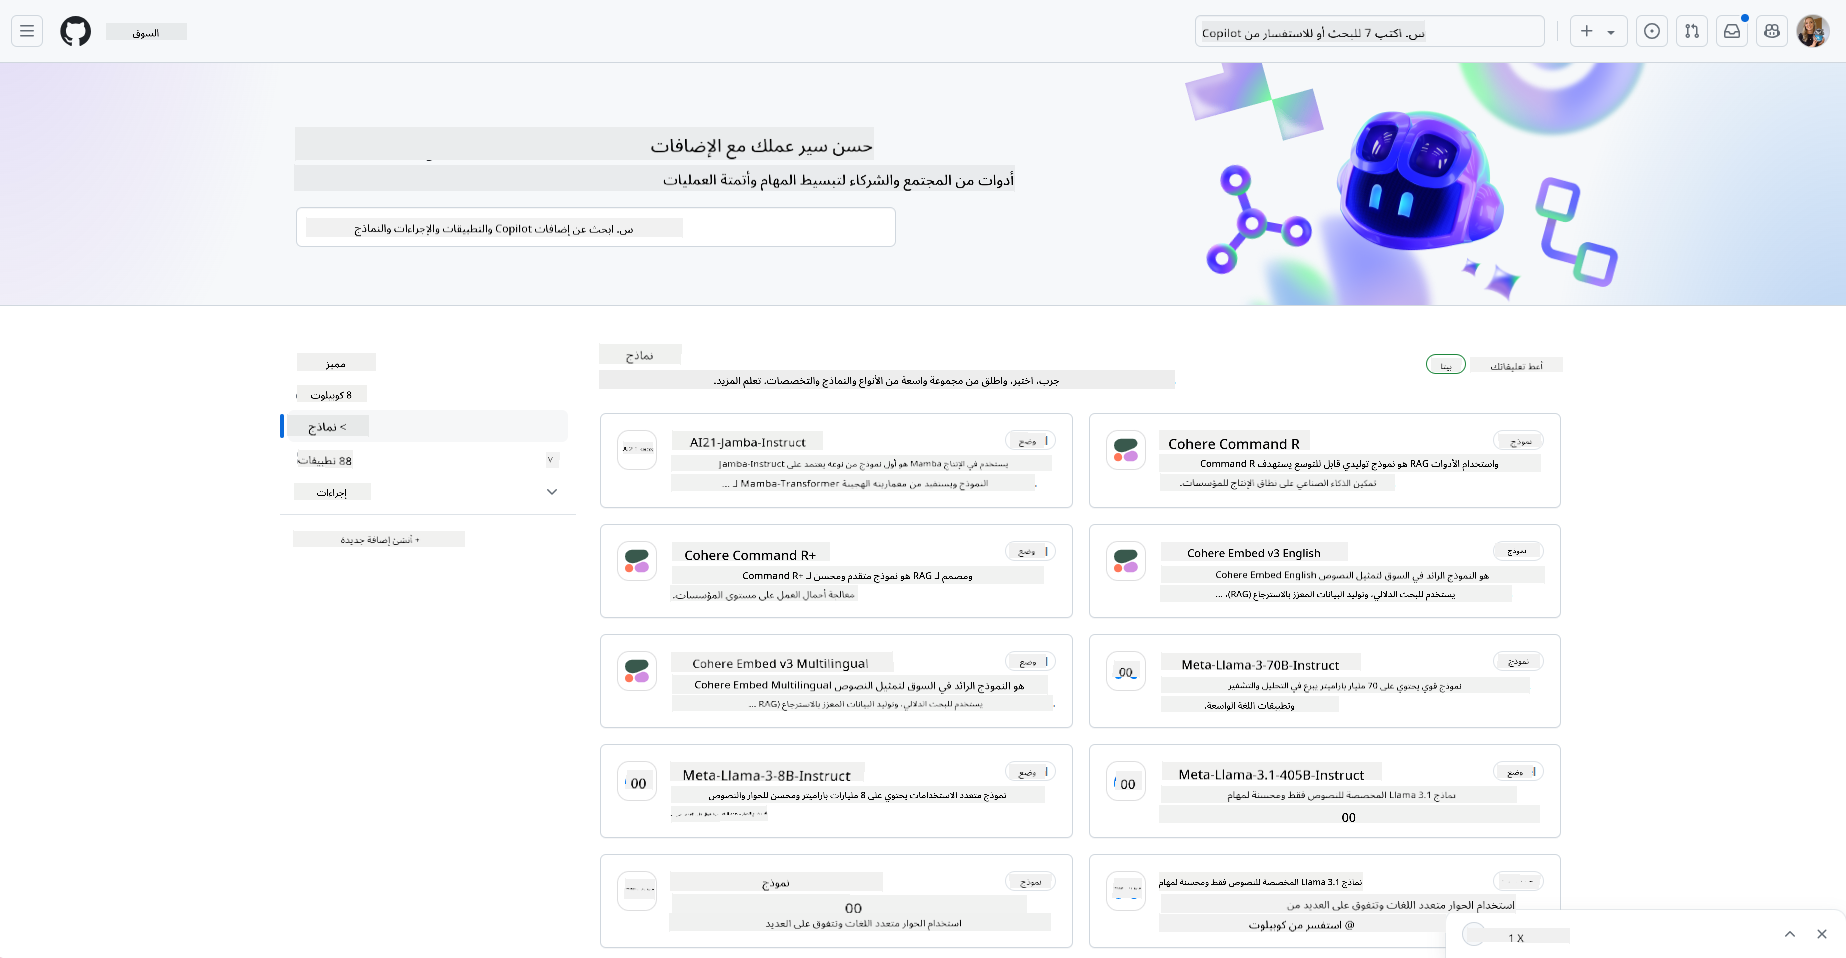 السوق
س. اكتب 7 للبحث أو للاستفسار من Copilot
حسن سير عملك مع الإضافات
أدوات من المجتمع والشركاء لتبسيط المهام وأتمتة العمليات
س. ابحث عن إضافات Copilot والتطبيقات والإجراءات والنماذج
مميز
8 كوبيلوت
> نماذج
88 تطبيقات
إجراءات
+ أنشئ إضافة جديدة
نماذج
جرب، اختبر، واطلق من مجموعة واسعة من الأنواع والنماذج والتخصصات. تعلم المزيد.
بيتا
أعط تعليقاتك
AI21-Jamba-Instruct
وضع
يستخدم في الإنتاج Mamba هو أول نموذج من نوعه يعتمد على Jamba-Instruct
النموذج ويستفيد من معماريته الهجينة Mamba-Transformer لـ ...
Cohere Command R
نموذج
واستخدام الأدوات RAG هو نموذج توليدي قابل للتوسع يستهدف Command R
تمكين الذكاء الصناعي على نطاق الإنتاج للمؤسسات.
Cohere Command R+
وضع
ومصمم لـ RAG هو نموذج متقدم ومحسن لـ Command R+
معالجة أحمال العمل على مستوى المؤسسات.
Cohere Embed v3 English
نموذج
هو النموذج الرائد في السوق لتمثيل النصوص Cohere Embed English
يستخدم للبحث الدلالي، وتوليد البيانات المعزز بالاسترجاع (RAG)، ...
Cohere Embed v3 Multilingual
وضع
هو النموذج الرائد في السوق لتمثيل النصوص Cohere Embed Multilingual
يستخدم للبحث الدلالي، وتوليد البيانات المعزز بالاسترجاع (RAG ...
Meta-Llama-3-70B-Instruct
نموذج
نموذج قوي يحتوي على 70 مليار باراميتر يبرع في التحليل والتشفير
وتطبيقات اللغة الواسعة.
Meta-Llama-3-8B-Instruct
وضع
نموذج متعدد الاستخدامات يحتوي على 8 مليارات باراميتر ومحسن للحوار والنصوص
Meta-Llama-3.1-405B-Instruct
وضع
نماذج Llama 3.1 المخصصة للنصوص فقط ومحسنة لمهام
00
نموذج
نموذج
00
استخدام الحوار متعدد اللغات وتتفوق على العديد
نماذج Llama 3.1 المخصصة للنصوص فقط ومحسنة لمهام
استخدام الحوار متعدد اللغات وتتفوق على العديد من
@ استفسر من كوبيلوت
1 X